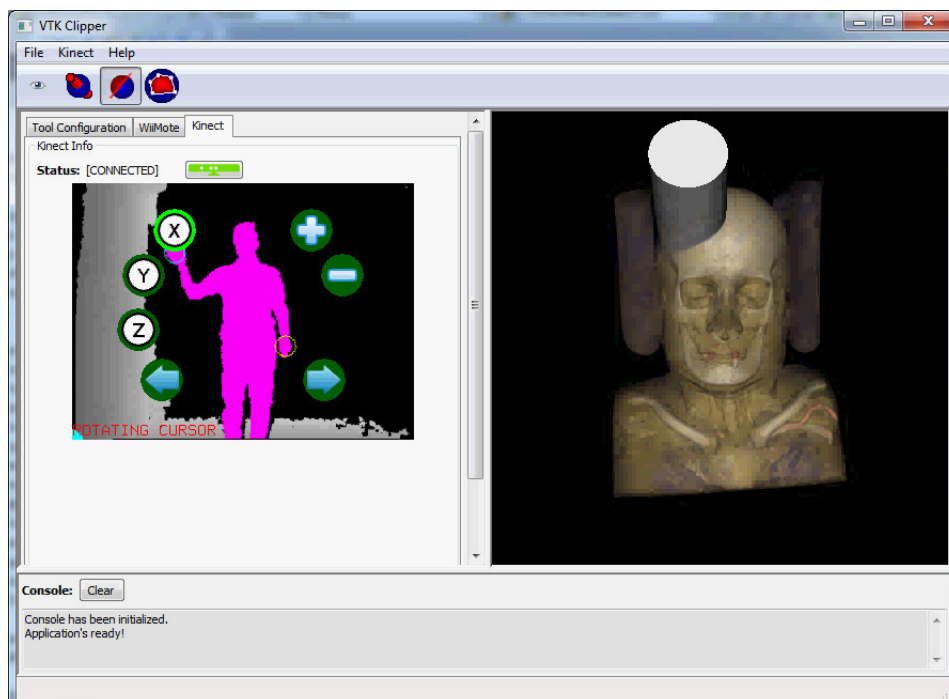 VTK Clipper
File Kinect Help
Tool Configuration WiiMote Kinect
Kinect Info
Status: [CONNECTED]
X
Y
Z
ROTATING CURSOR
Console: Clear
Console has been initialized.
Application's ready!